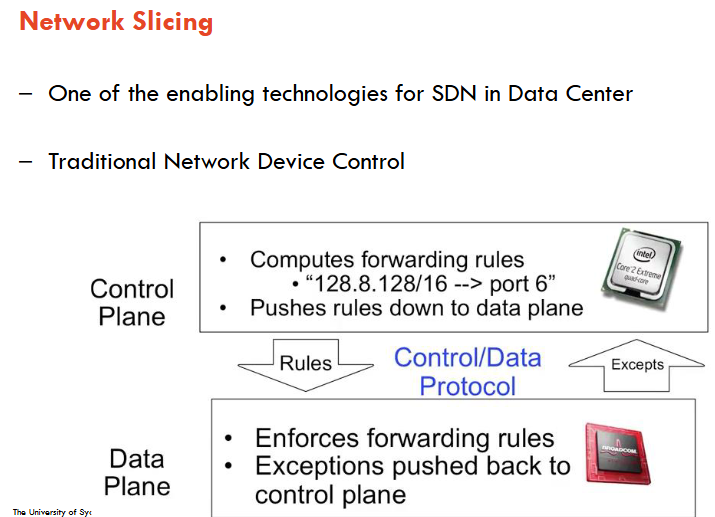 Network Slicing
– One of the enabling technologies for SDN in Data Center
– Traditional Network Device Control
Control
Plane
• Computes forwarding rules
• “128.8.128/16 --> port 6”
• Pushes rules down to data plane
intel
Core 2 Extreme
quad-core
Rules
Control/Data
Protocol
Excepts
Data
Plane
• Enforces forwarding rules
• Exceptions pushed back to
control plane
BROADCOM
The University of Syd